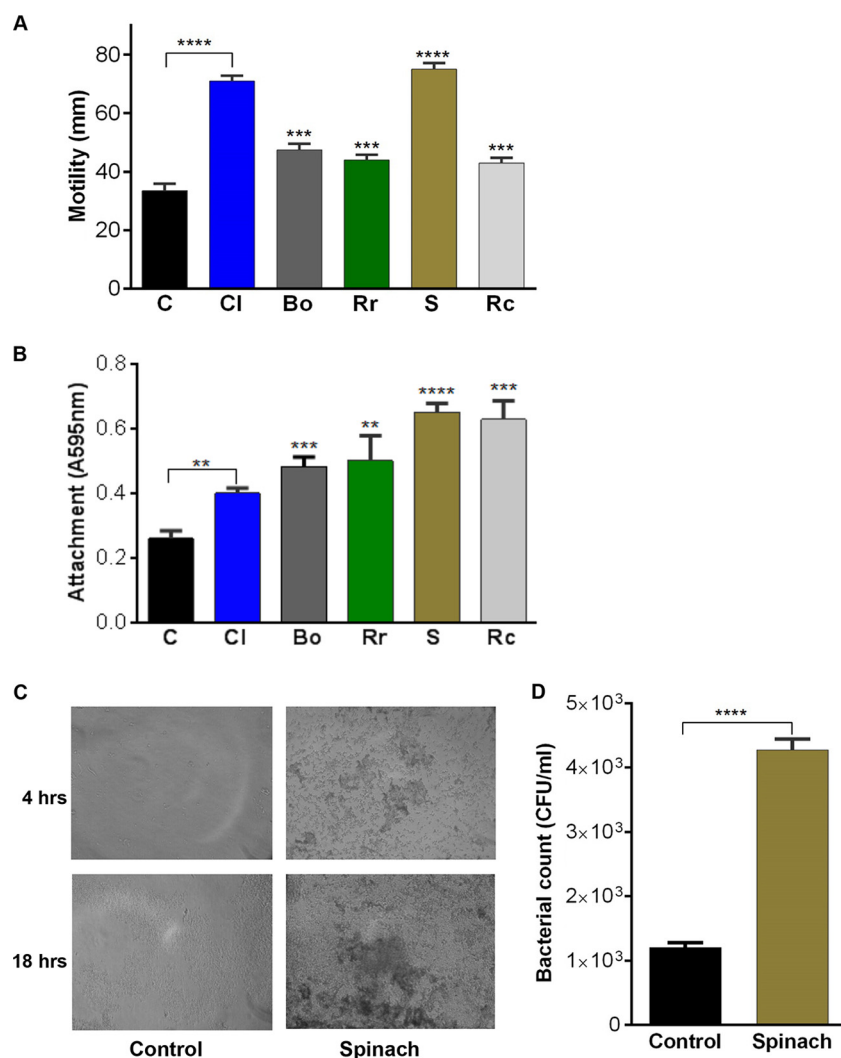 A
Motility (mm)
80
60
40
20
0
****
***
***
****
***
C Cl Bo Rr S Rc
B
Attachment (A595nm)
0.8
0.6
0.4
0.2
0.0
**
***
**
****
***
C Cl Bo Rr S Rc
C
4 hrs
18 hrs
Control Spinach
D
Bacterial count (CFU/ml)
5×10³
4×10³
3×10³
2×10³
1×10³
0
****
Control Spinach